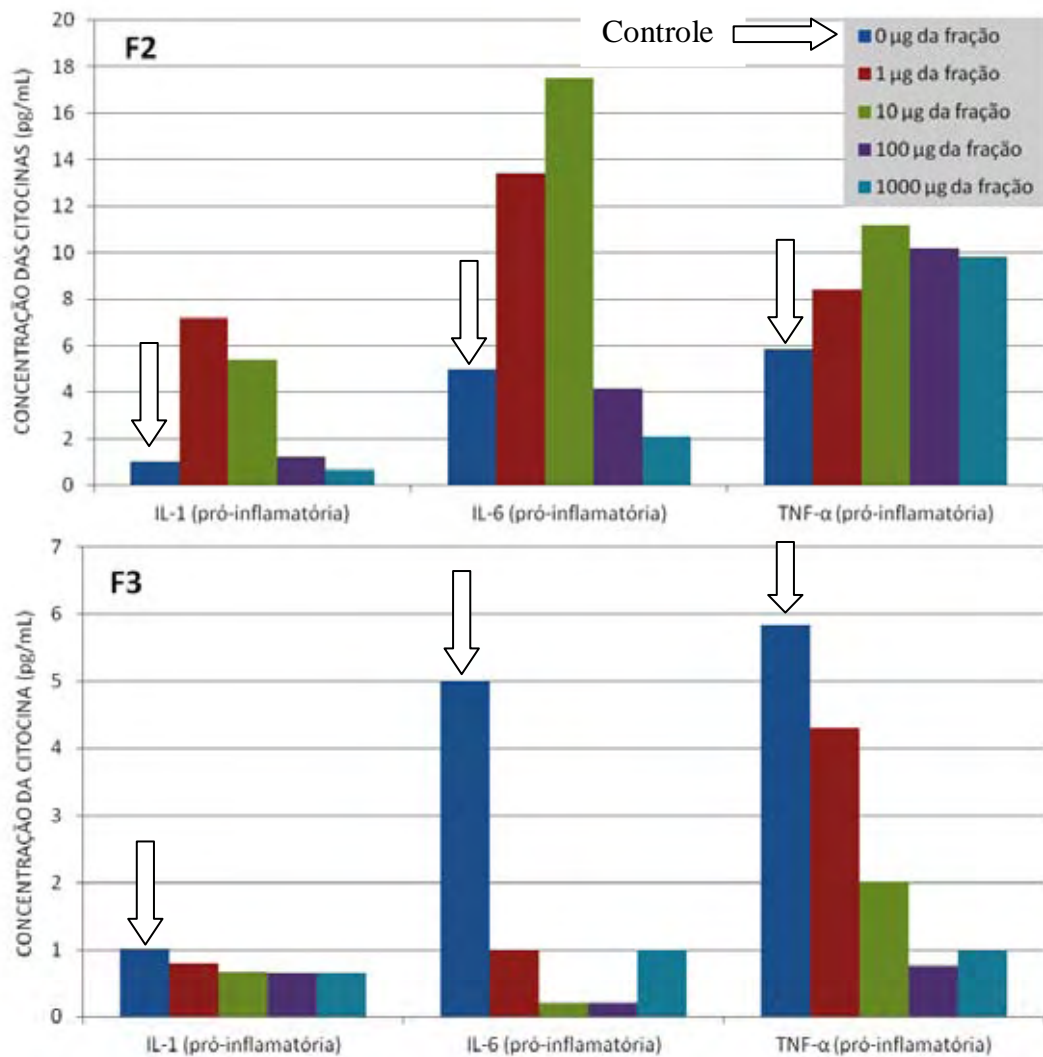 F2
Controle
0 µg da fração
1 µg da fração
10 µg da fração
100 µg da fração
1000 µg da fração
CONCENTRAÇÃO DAS CITOCINAS (pg/mL)
20
18
16
14
12
10
8
6
4
2
0
IL-1 (pró-inflamatória)
IL-6 (pró-inflamatória)
TNF-α (pró-inflamatória)
F3
CONCENTRAÇÃO DA CITOCINA (pg/mL)
7
6
5
4
3
2
1
0
IL-1 (pró-inflamatória)
IL-6 (pró-inflamatória)
TNF-α (pró-inflamatória)